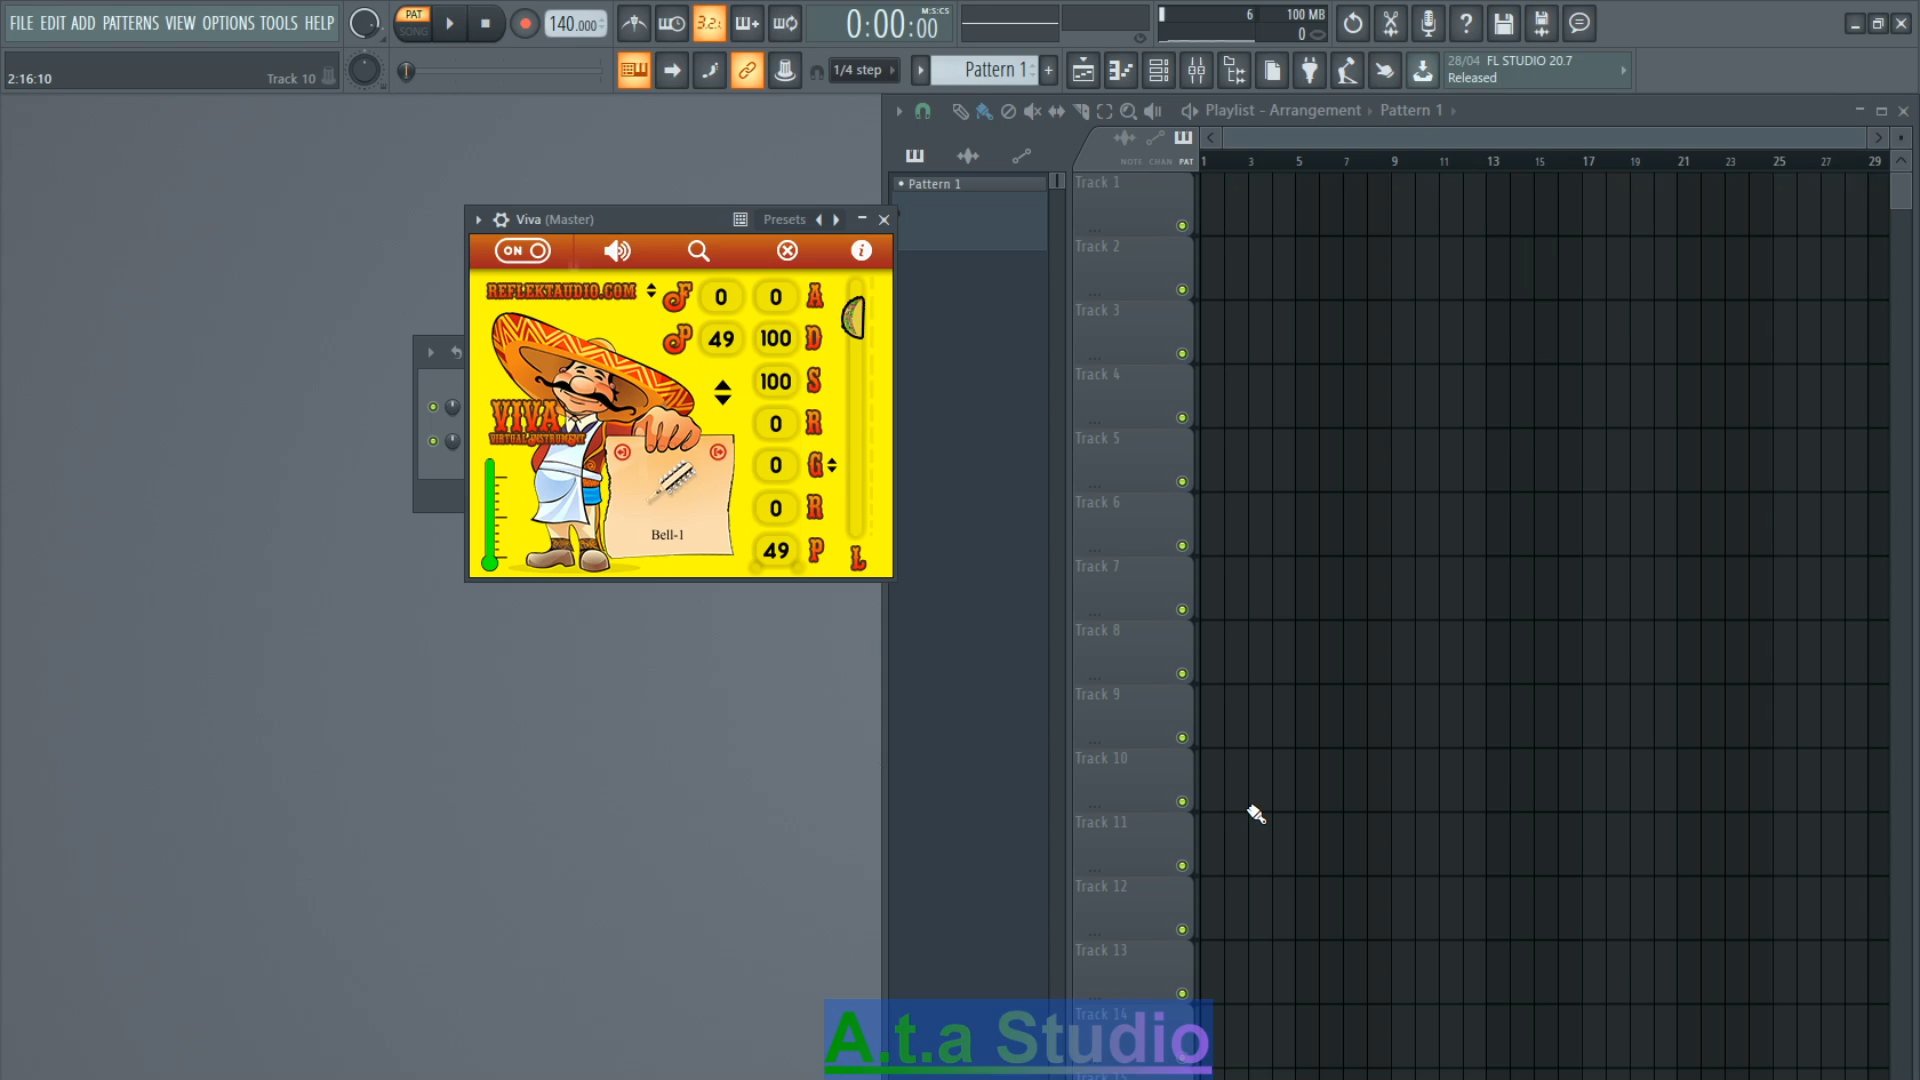 FILE EDIT ADD PATTERNS VIEW OPTIONS TOOLS HELP
PAT
SONG
140.000
3.2.
M:S:CS
0:00:00
6
100 MB
0
2:16:10
Track 10
1/4 step
Pattern 1
28/04 FL STUDIO 20.7
Released
Playlist - Arrangement › Pattern 1
NOTE CHAN PAT
1 3 5 7 9 11 13 15 17 19 21 23 25 27 29
Pattern 1
Track 1
Track 2
Track 3
Track 4
Track 5
Track 6
Track 7
Track 8
Track 9
Track 10
Track 11
Track 12
Track 13
Track 14
Viva (Master)
Presets
ON
REFLEKTAUDIO.COM
F 0 0 A
P 49 100 D
100 S
0 R
0 G
0 R
49 P
L
VIVA
VIRTUAL INSTRUMENT
Bell-1
A.t.a Studio